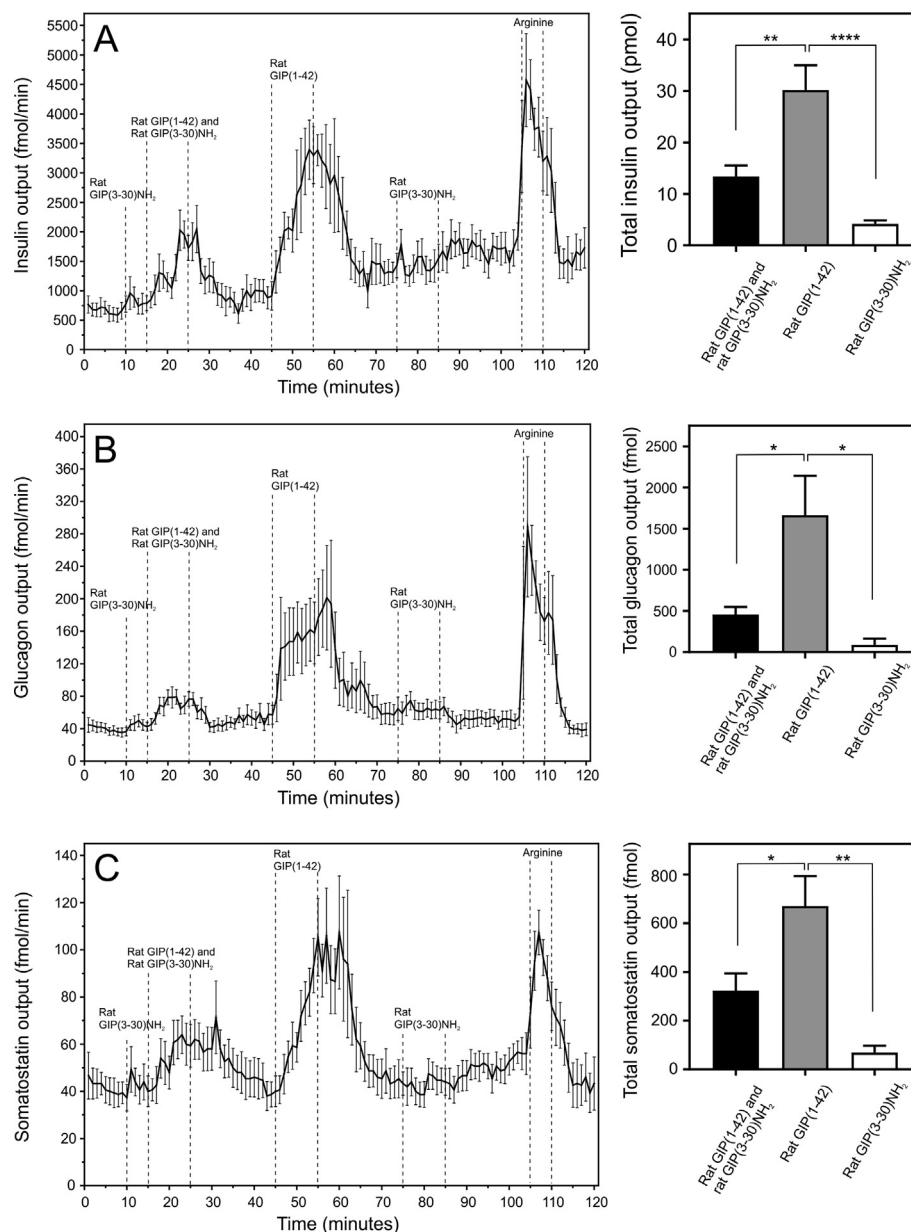 A
Insulin output (fmol/min)
5500
5000
4500
4000
3500
3000
2500
2000
1500
1000
500
0
Rat
GIP(3-30)NH2
Rat GIP(1-42) and
Rat GIP(3-30)NH2
Rat
GIP(1-42)
Rat
GIP(3-30)NH2
Arginine
0 10 20 30 40 50 60 70 80 90 100 110 120
Time (minutes)
Total insulin output (pmol)
40
30
20
10
0
** ****
Rat GIP(1-42) and
rat GIP(3-30)NH2
Rat GIP(1-42)
Rat GIP(3-30)NH2
B
Glucagon output (fmol/min)
400
360
320
280
240
200
160
120
80
40
0
Rat
GIP(3-30)NH2
Rat GIP(1-42) and
Rat GIP(3-30)NH2
Rat
GIP(1-42)
Rat
GIP(3-30)NH2
Arginine
0 10 20 30 40 50 60 70 80 90 100 110 120
Time (minutes)
Total glucagon output (fmol)
2500
2000
1500
1000
500
0
* *
Rat GIP(1-42) and
rat GIP(3-30)NH2
Rat GIP(1-42)
Rat GIP(3-30)NH2
C
Somatostatin output (fmol/min)
140
120
100
80
60
40
20
0
Rat
GIP(3-30)NH2
Rat GIP(1-42) and
Rat GIP(3-30)NH2
Rat
GIP(1-42)
Rat
GIP(3-30)NH2
Arginine
0 10 20 30 40 50 60 70 80 90 100 110 120
Time (minutes)
Total somatostatin output (fmol)
800
600
400
200
0
* **
Rat GIP(1-42) and
rat GIP(3-30)NH2
Rat GIP(1-42)
Rat GIP(3-30)NH2